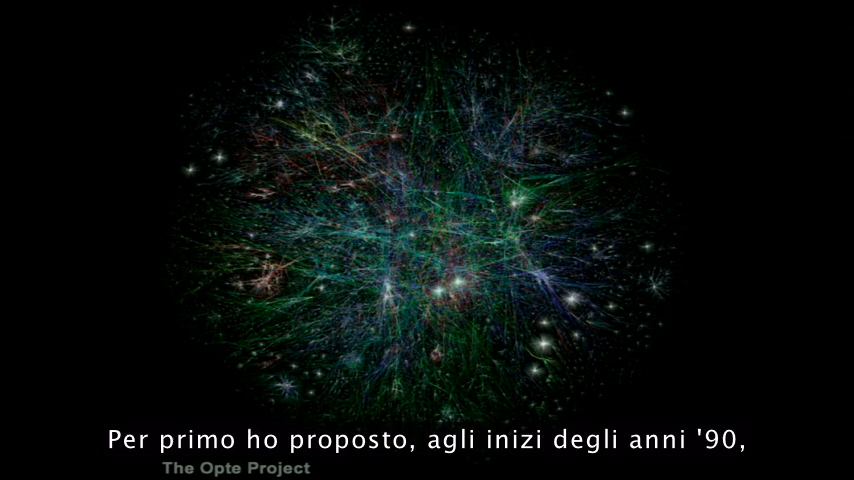 Per primo ho proposto, agli inizi degli anni '90,
The Opte Project